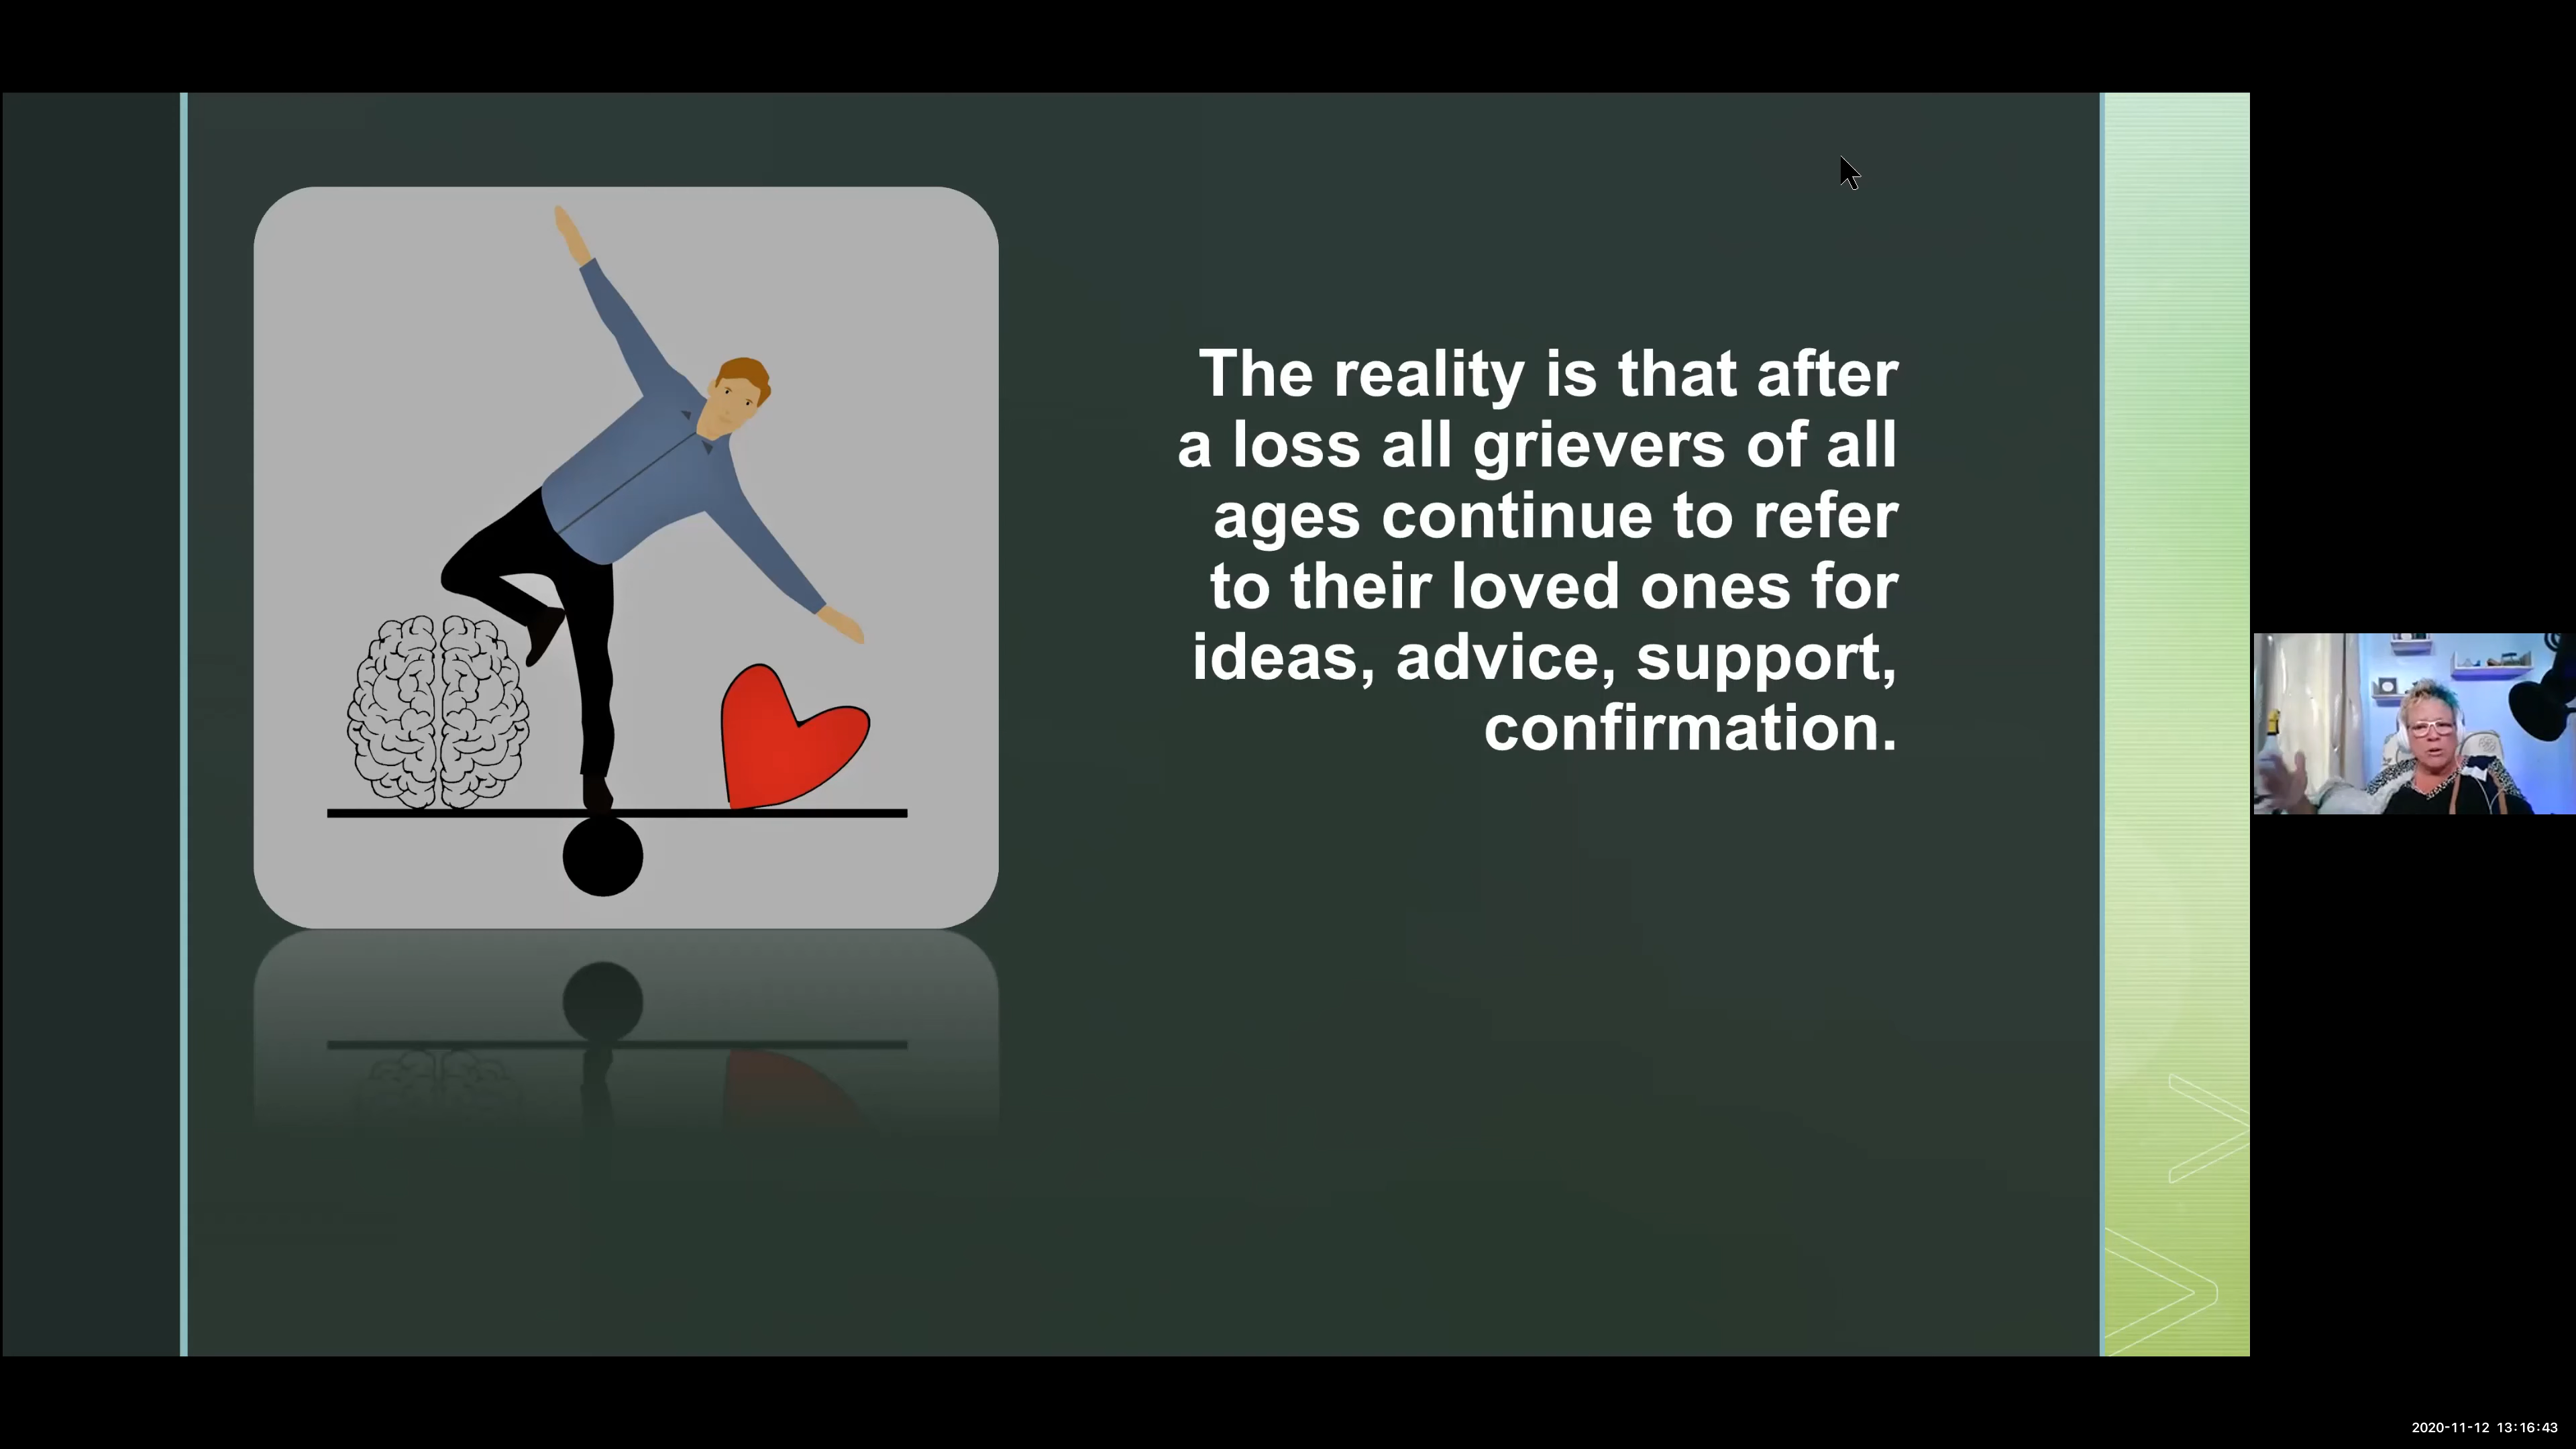 The reality is that after
a loss all grievers of all
ages continue to refer
to their loved ones for
ideas, advice, support,
confirmation.
2020-11-12 13:16:43